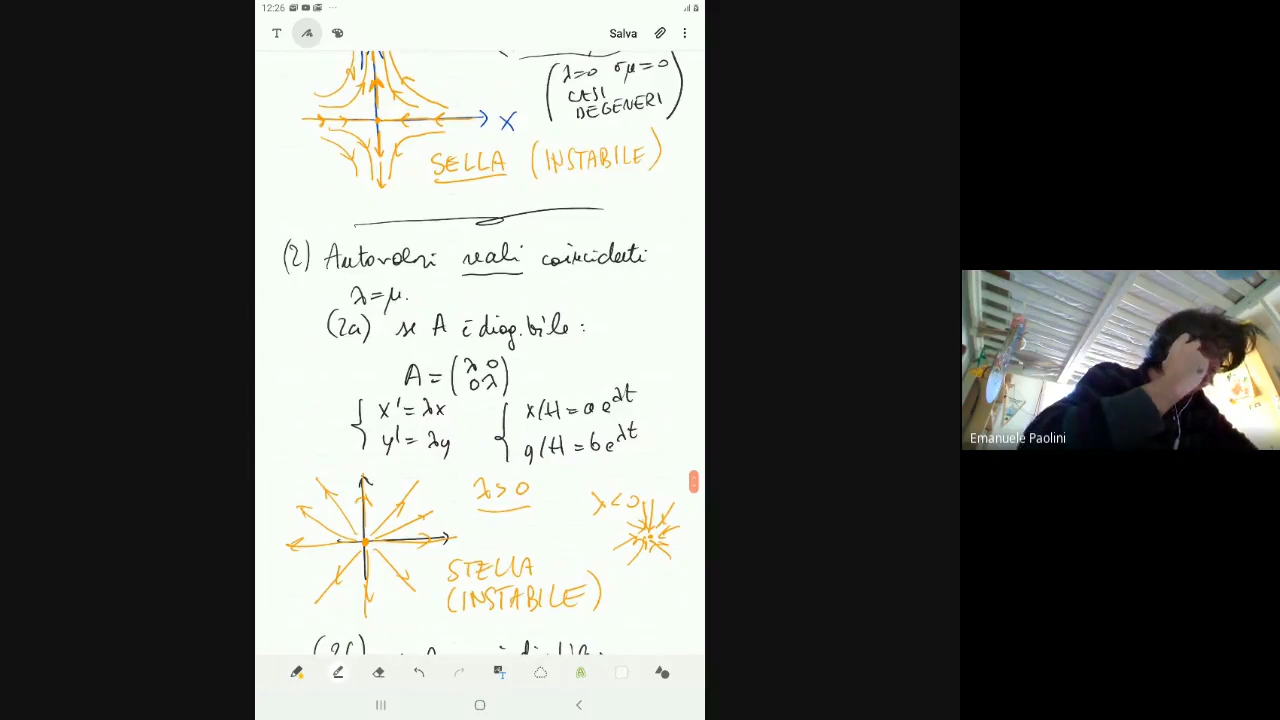 12:26
T
Salva
(λ=0 o μ=0
CASI
DEGENERI)
X
SELLA (INSTABILE)
(2) Autovalori reali coincidenti
λ=μ.
(2a) se A è diag.bile:
A = (λ 0
0 λ)
{ x' = λx
y' = λy
{ x(t) = a e^λt
y(t) = b e^λt
λ > 0
λ < 0
STELLA
(INSTABILE)
Emanuele Paolini